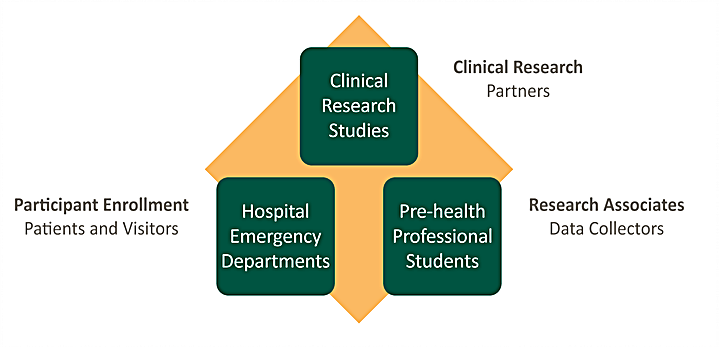 Clinical
Research
Studies
Clinical Research
Partners
Participant Enrollment
Patients and Visitors
Hospital
Emergency
Departments
Pre-health
Professional
Students
Research Associates
Data Collectors